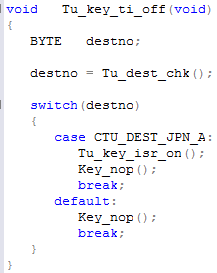 void   Tu_key_ti_off(void)
{
   BYTE   destno;

   destno = Tu_dest_chk();

   switch(destno)
   {
      case CTU_DEST_JPN_A:
         Tu_key_isr_on();
         Key_nop();
         break;
      default:
         Key_nop();
         break;
   }
}